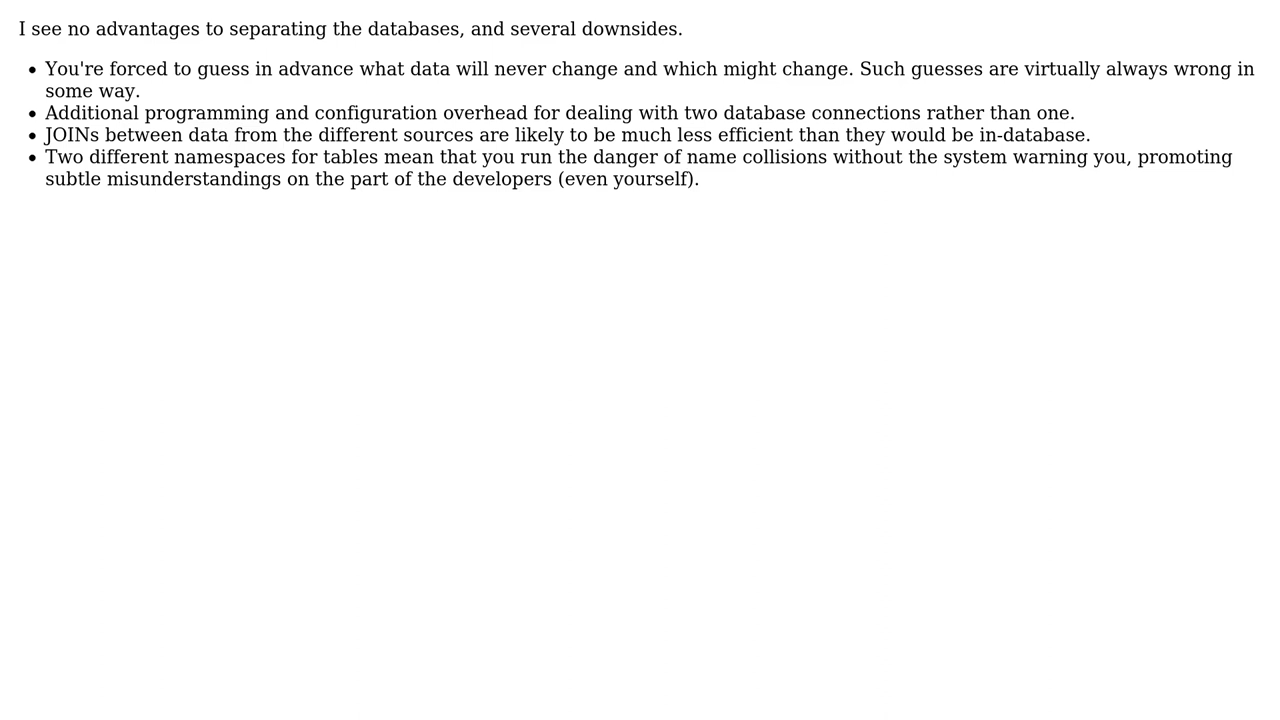 I see no advantages to separating the databases, and several downsides.
• You're forced to guess in advance what data will never change and which might change. Such guesses are virtually always wrong in
some way.
• Additional programming and configuration overhead for dealing with two database connections rather than one.
• JOINs between data from the different sources are likely to be much less efficient than they would be in-database.
• Two different namespaces for tables mean that you run the danger of name collisions without the system warning you, promoting
subtle misunderstandings on the part of the developers (even yourself).